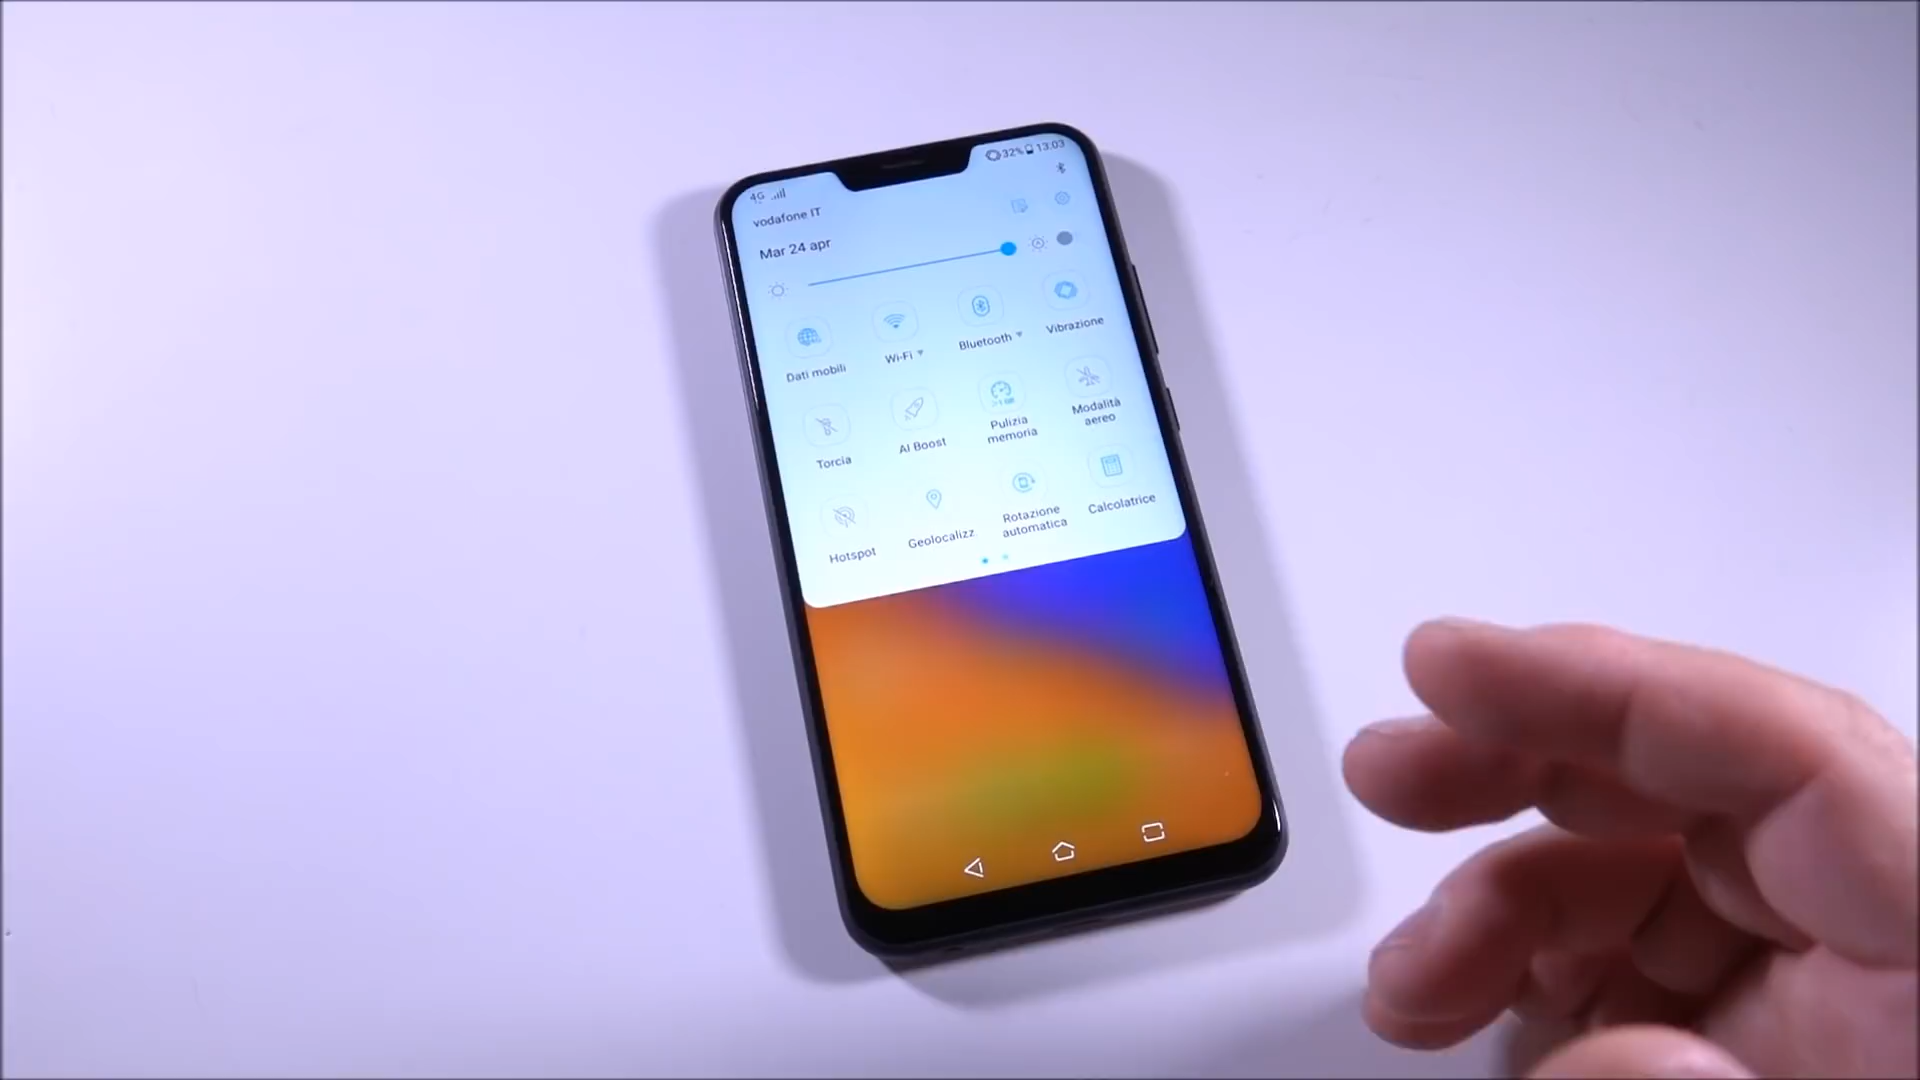 4G
32% 13:03
vodafone IT
Mar 24 apr
Dati mobili
Wi-Fi
Bluetooth
Vibrazione
Torcia
AI Boost
Pulizia
memoria
Modalità
aereo
Hotspot
Geolocalizz
Rotazione
automatica
Calcolatrice